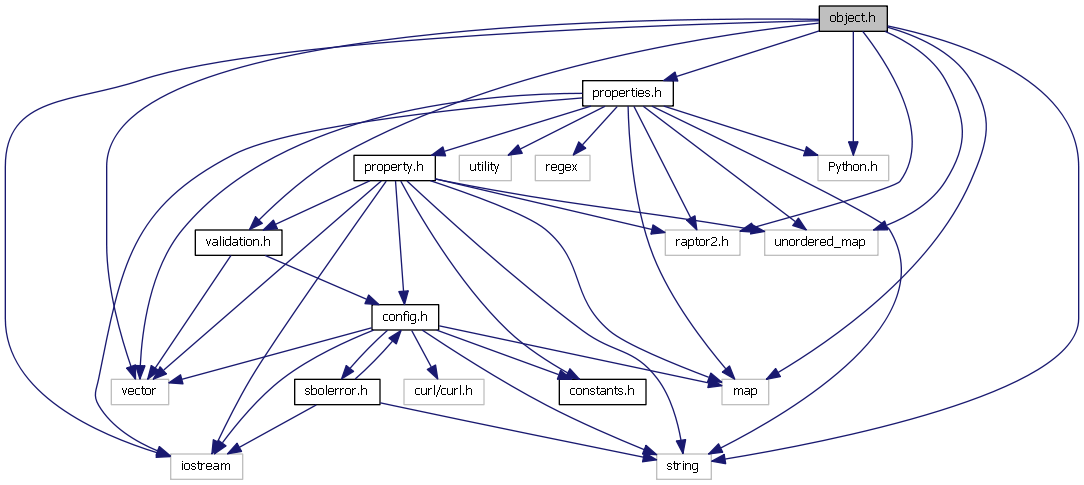 object.h
properties.h
property.h
utility
regex
Python.h
validation.h
raptor2.h
unordered_map
config.h
vector
sbolerror.h
curl/curl.h
constants.h
map
iostream
string